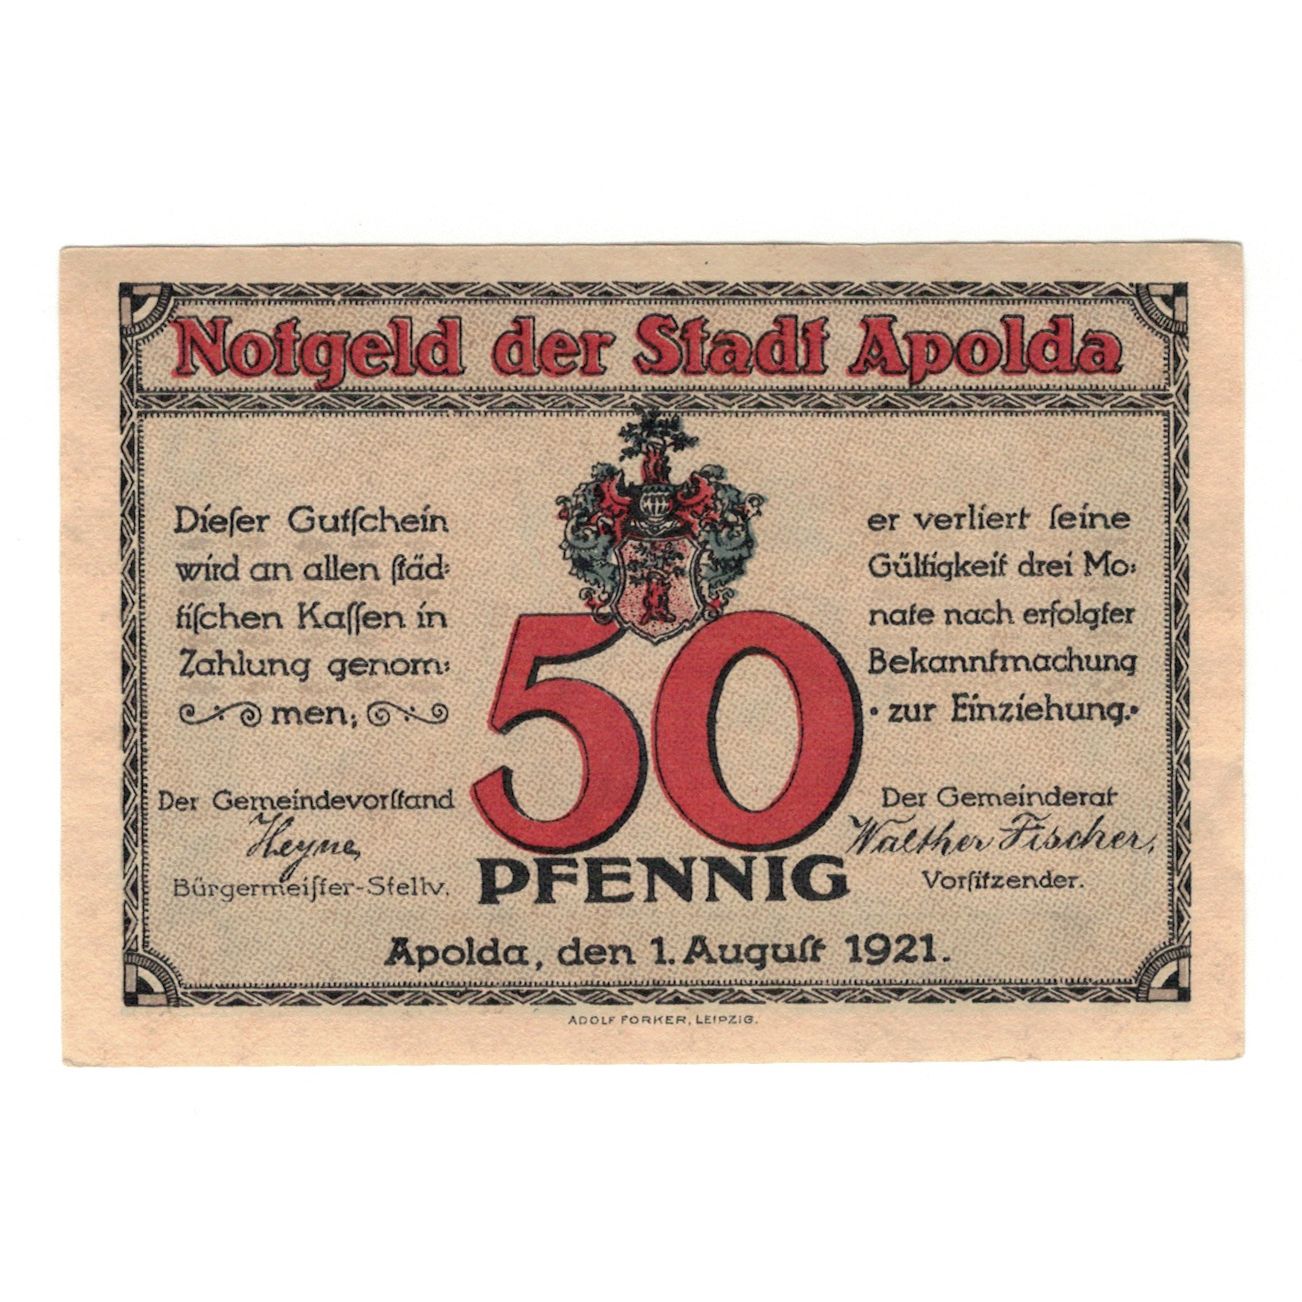 Notgeld der Stadt Apolda
Dieſer Gutſchein
wird an allen ſtäd⸗
tiſchen Kaſſen in
Zahlung genom⸗
men;
er verliert ſeine
Gültigkeit drei Mo⸗
nate nach erfolgter
Bekanntmachung
· zur Einziehung.·
50
PFENNIG
Der Gemeindevorſtand
Heyne
Bürgermeiſter-Stellv.
Der Gemeinderat
Walther Fischer,
Vorſitzender.
Apolda, den 1. Auguſt 1921.
ADOLF FORKER, LEIPZIG.